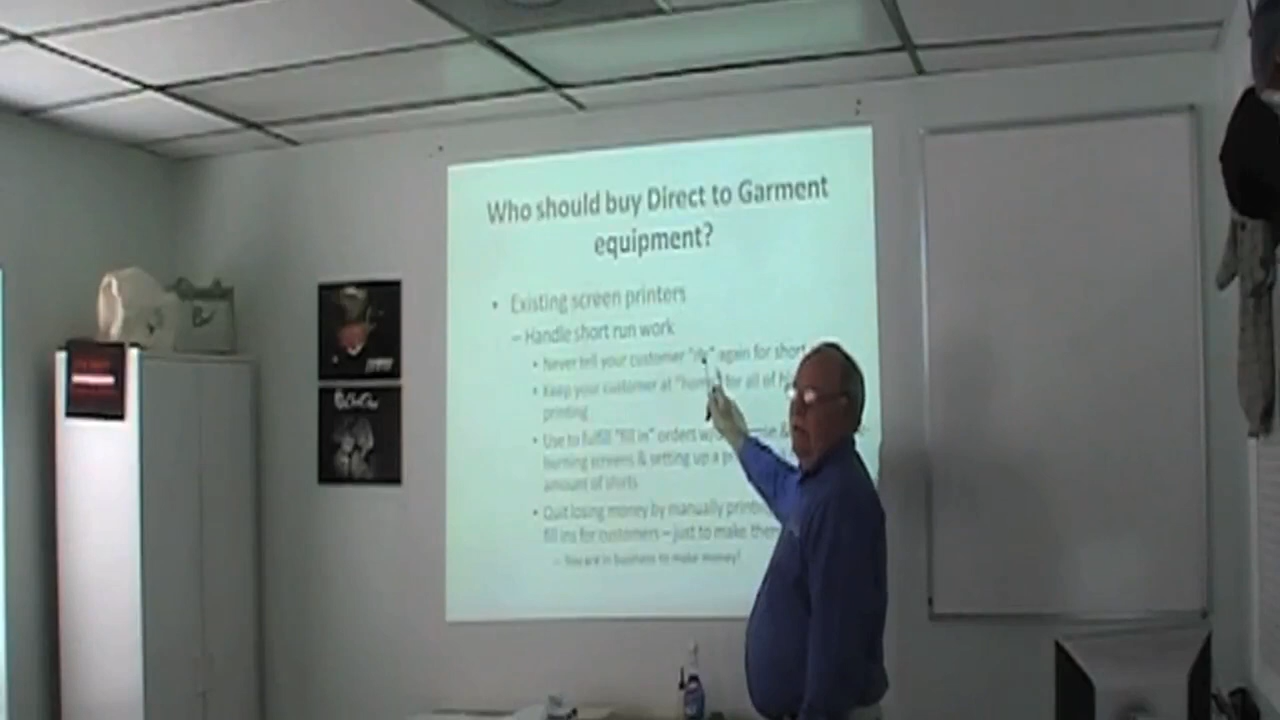 Who should buy Direct to Garment
equipment?
• Existing screen printers
– Handle short run work
• Never tell your customer "no" again for short
• Keep your customer at "home" for all of
printing
• Use to fulfill "fill in" orders
burning screens & setting up a
amount of shirts
• Quit losing money by manually
fill ins for customers – just to make
– You are in business to make money!